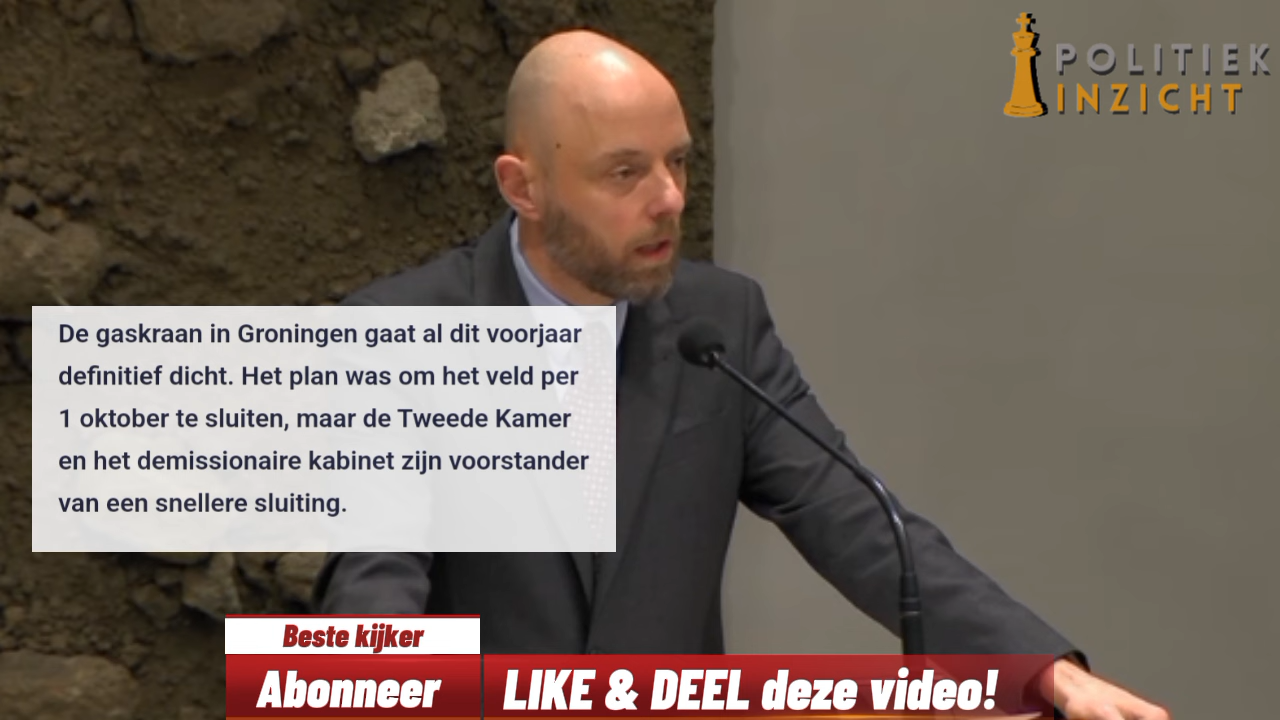 POLITIEK
INZICHT
De gaskraan in Groningen gaat al dit voorjaar
definitief dicht. Het plan was om het veld per
1 oktober te sluiten, maar de Tweede Kamer
en het demissionaire kabinet zijn voorstander
van een snellere sluiting.
Beste kijker
Abonneer
LIKE & DEEL deze video!